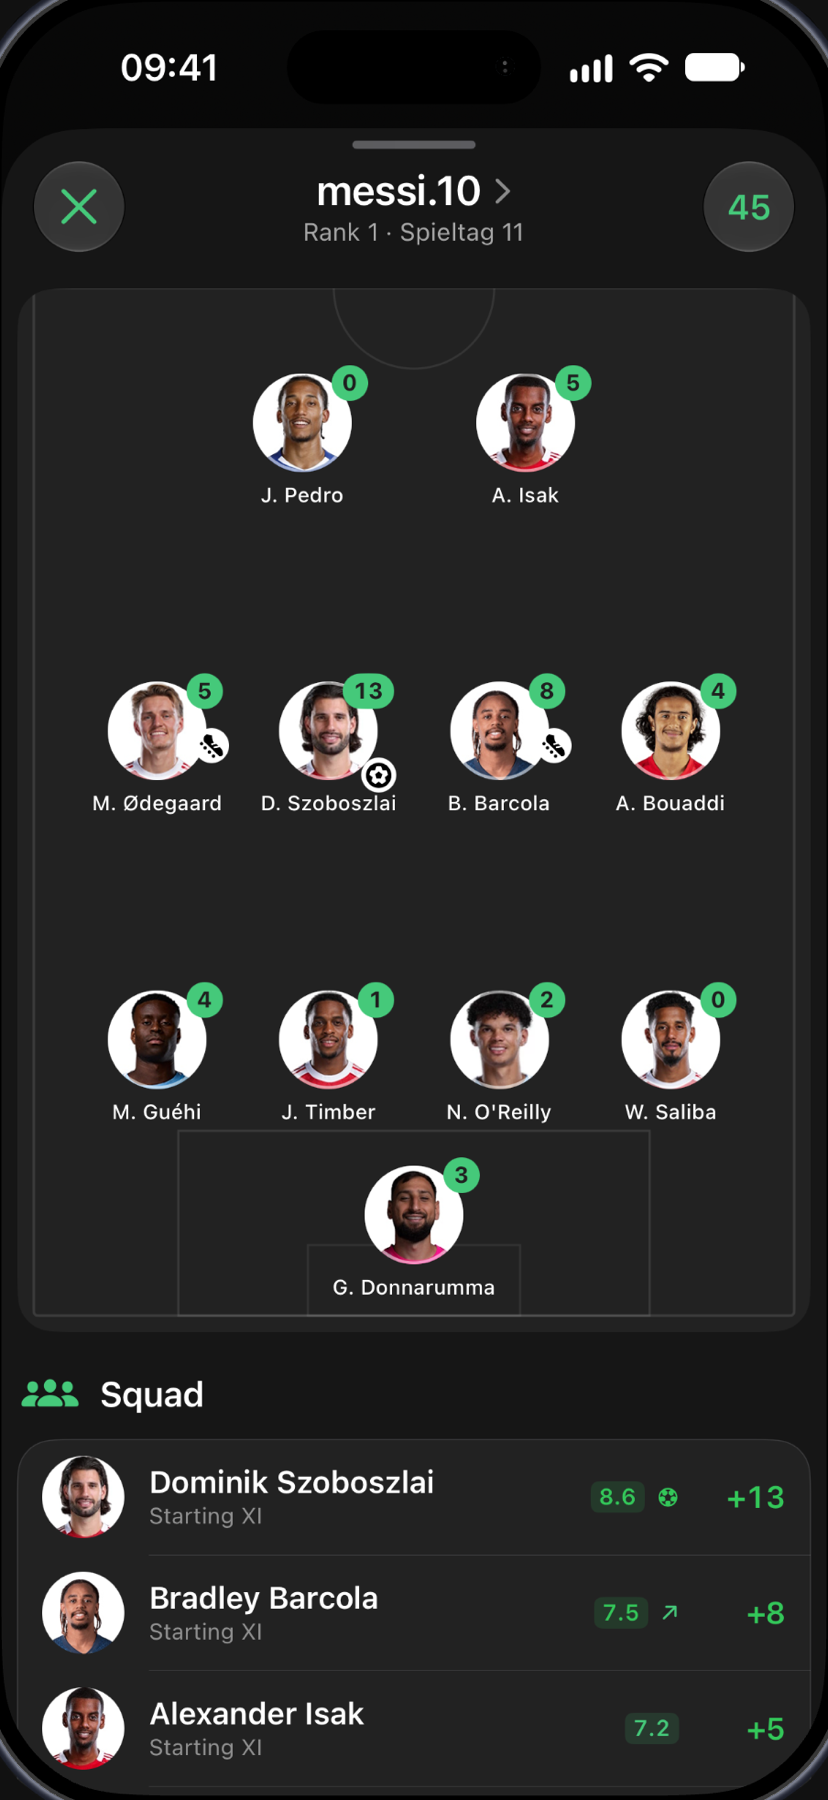 09:41
messi.10
Rank 1 · Spieltag 11
45
0
5
J. Pedro
A. Isak
5
13
8
4
M. Ødegaard
D. Szoboszlai
B. Barcola
A. Bouaddi
4
1
2
0
M. Guéhi
J. Timber
N. O'Reilly
W. Saliba
3
G. Donnarumma
Squad
Dominik Szoboszlai
Starting XI
8.6
+13
Bradley Barcola
Starting XI
7.5
+8
Alexander Isak
Starting XI
7.2
+5